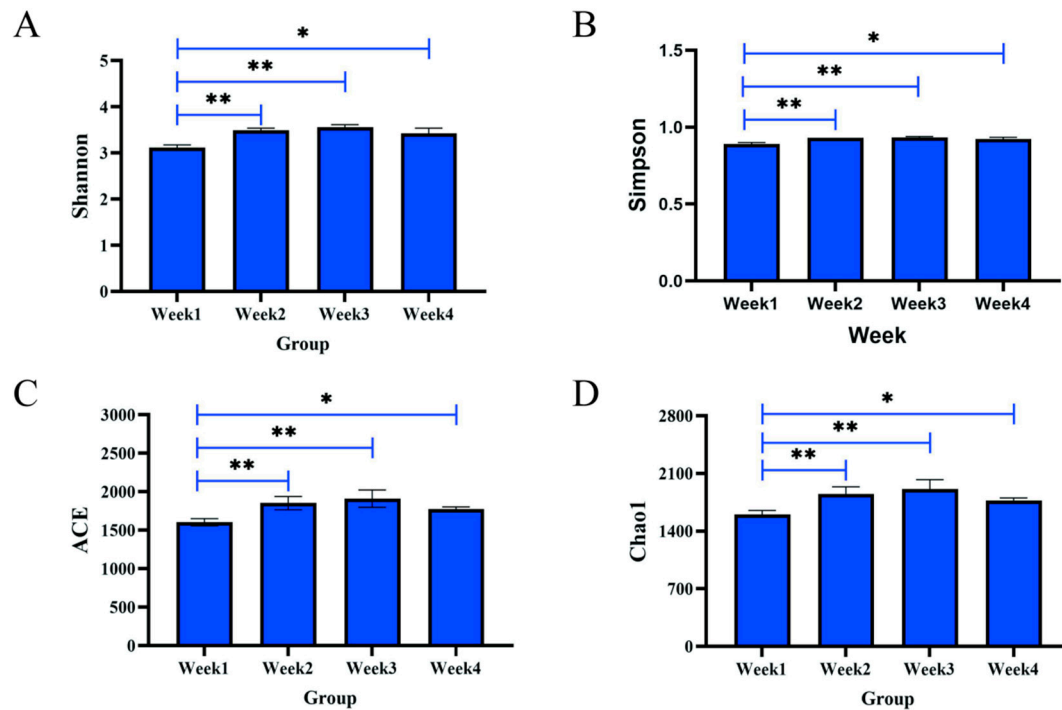 A
*
**
**
5
4
3
2
1
0
Shannon
Week1 Week2 Week3 Week4
Group
B
*
**
**
1.5
1.0
0.5
0.0
Simpson
Week1 Week2 Week3 Week4
Week
C
*
**
**
3000
2500
2000
1500
1000
500
0
ACE
Week1 Week2 Week3 Week4
Group
D
*
**
**
2800
2100
1400
700
0
Chao1
Week1 Week2 Week3 Week4
Group